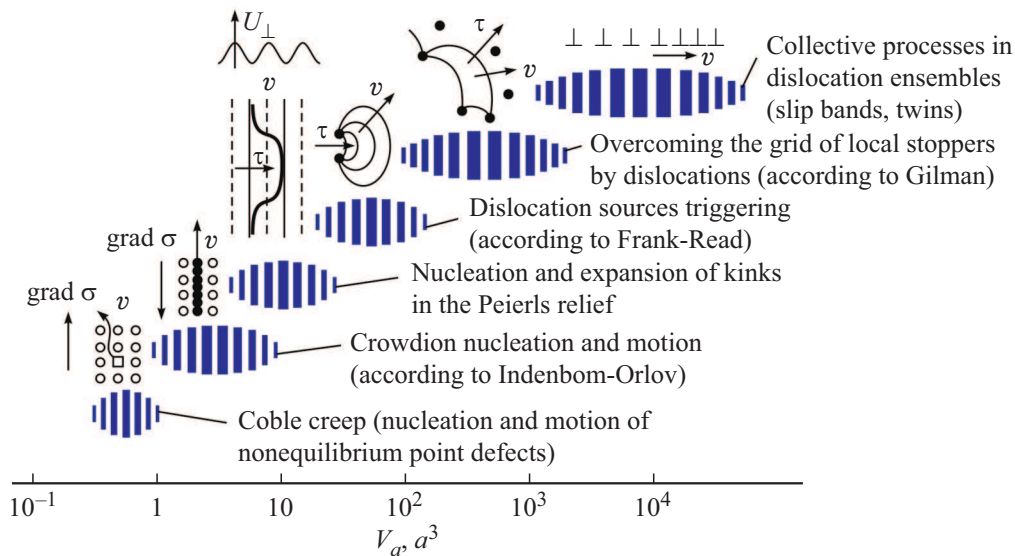 U⊥
τ
v
⊥ ⊥ ⊥ ⊥⊥⊥⊥
v
Collective processes in
dislocation ensembles
(slip bands, twins)
v
τ
τ
v
Overcoming the grid of local stoppers
by dislocations (according to Gilman)
Dislocation sources triggering
(according to Frank-Read)
grad σ
v
Nucleation and expansion of kinks
in the Peierls relief
grad σ
v
Crowdion nucleation and motion
(according to Indenbom-Orlov)
Coble creep (nucleation and motion of
nonequilibrium point defects)
10⁻¹ 1 10 10² 10³ 10⁴
Vₐ, a³